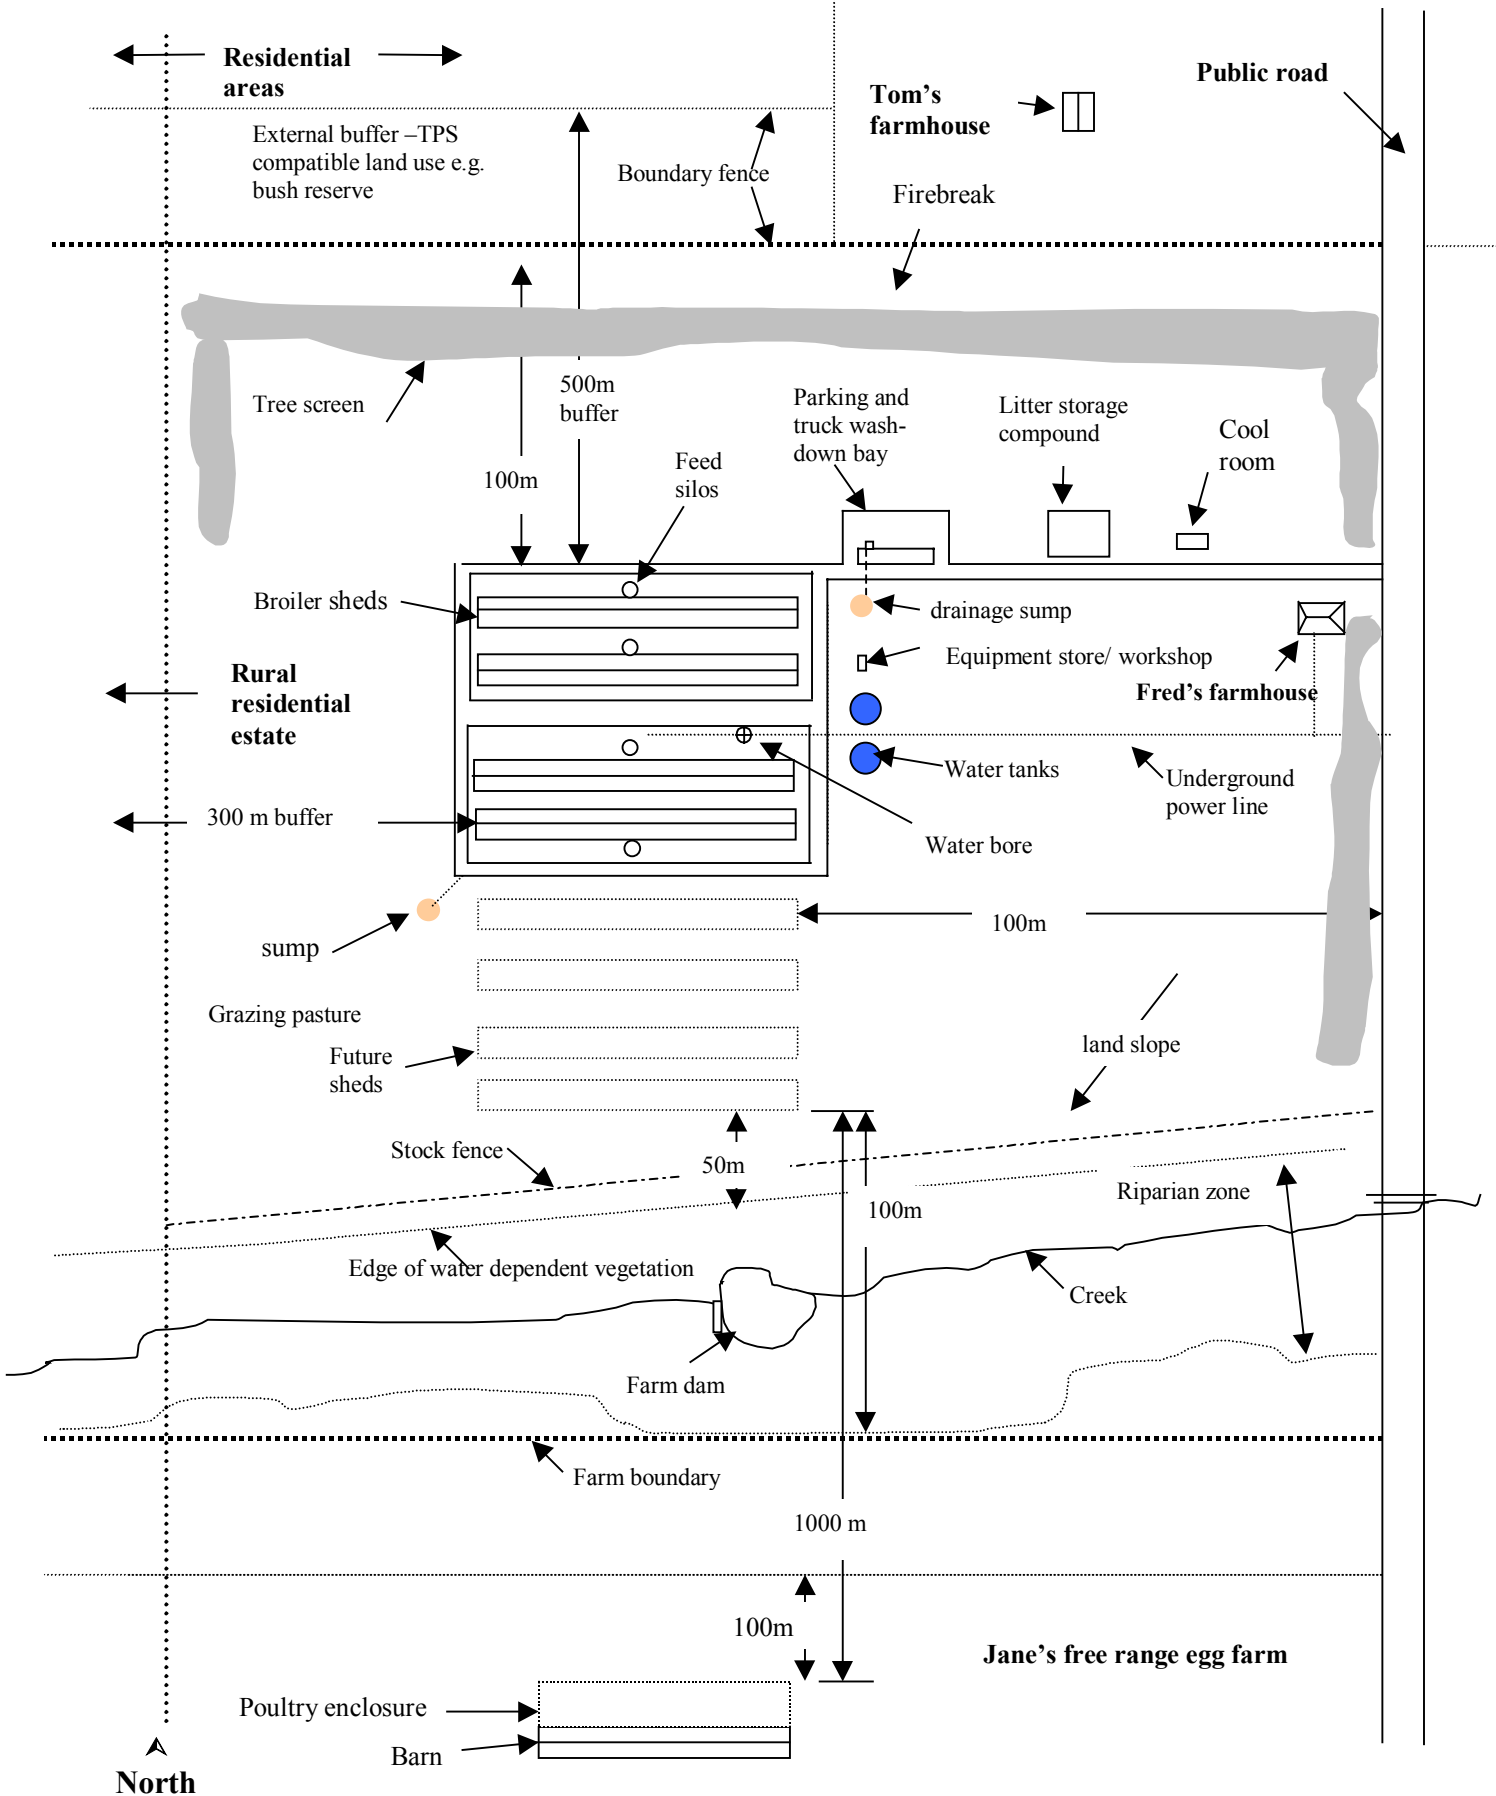 Residential
areas
Public road
Tom's
farmhouse
External buffer –TPS
compatible land use e.g.
bush reserve
Boundary fence
Firebreak
Tree screen
500m
buffer
Parking and
truck wash-
down bay
Litter storage
compound
Cool
room
100m
Feed
silos
Broiler sheds
drainage sump
Equipment store/ workshop
Fred's farmhouse
Rural
residential
estate
Water tanks
Underground
power line
300 m buffer
Water bore
sump
100m
Grazing pasture
Future
sheds
land slope
Stock fence
50m
Riparian zone
100m
Edge of water dependent vegetation
Creek
Farm dam
Farm boundary
1000 m
100m
Jane's free range egg farm
Poultry enclosure
Barn
North